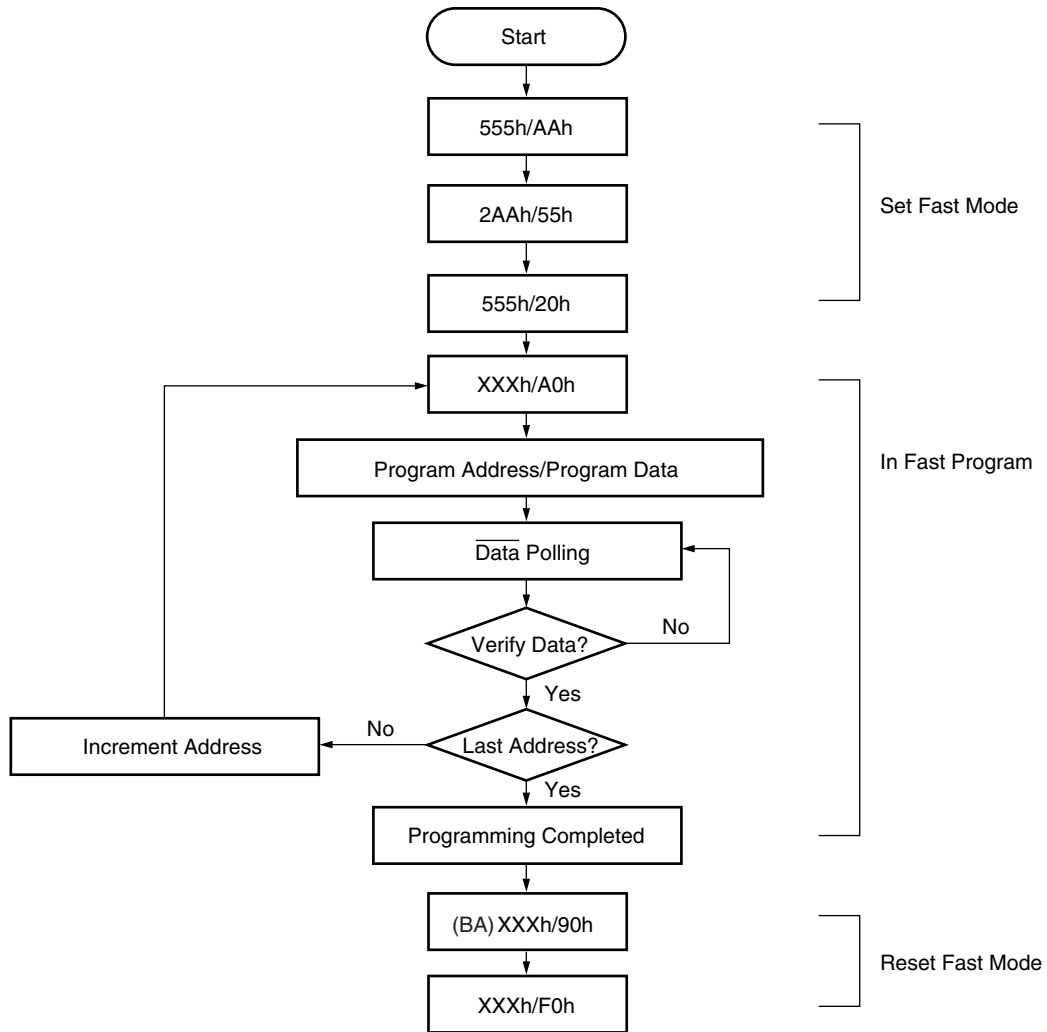 Start
555h/AAh
2AAh/55h
Set Fast Mode
555h/20h
XXXh/A0h
Program Address/Program Data
In Fast Program
Data Polling
Verify Data?
No
Yes
Increment Address
No
Last Address?
Yes
Programming Completed
(BA) XXXh/90h
Reset Fast Mode
XXXh/F0h